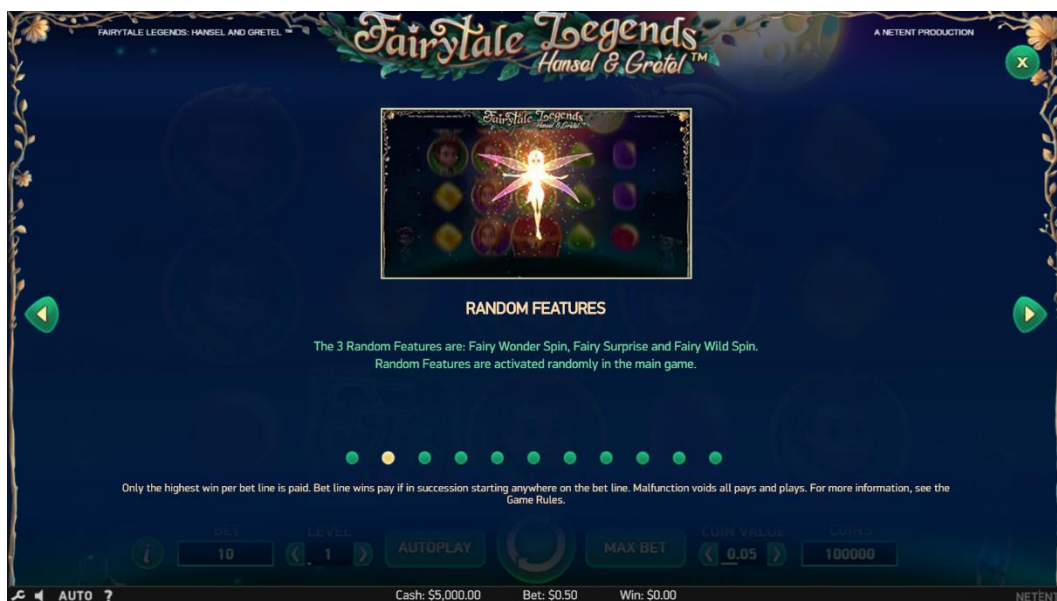 FAIRYTALE LEGENDS: HANSEL AND GRETEL ™
Fairytale Legends
Hansel & Gretel™
A NETENT PRODUCTION
X
Fairytale Legends
Hansel & Gretel
RANDOM FEATURES
The 3 Random Features are: Fairy Wonder Spin, Fairy Surprise and Fairy Wild Spin.
Random Features are activated randomly in the main game.
Only the highest win per bet line is paid. Bet line wins pay if in succession starting anywhere on the bet line. Malfunction voids all pays and plays. For more information, see the
Game Rules.
BET
LEVEL
COIN VALUE
COINS
i
10
1
AUTOPLAY
MAX BET
0.05
100000
AUTO ?
Cash: $5,000.00
Bet: $0.50
Win: $0.00
NETENT